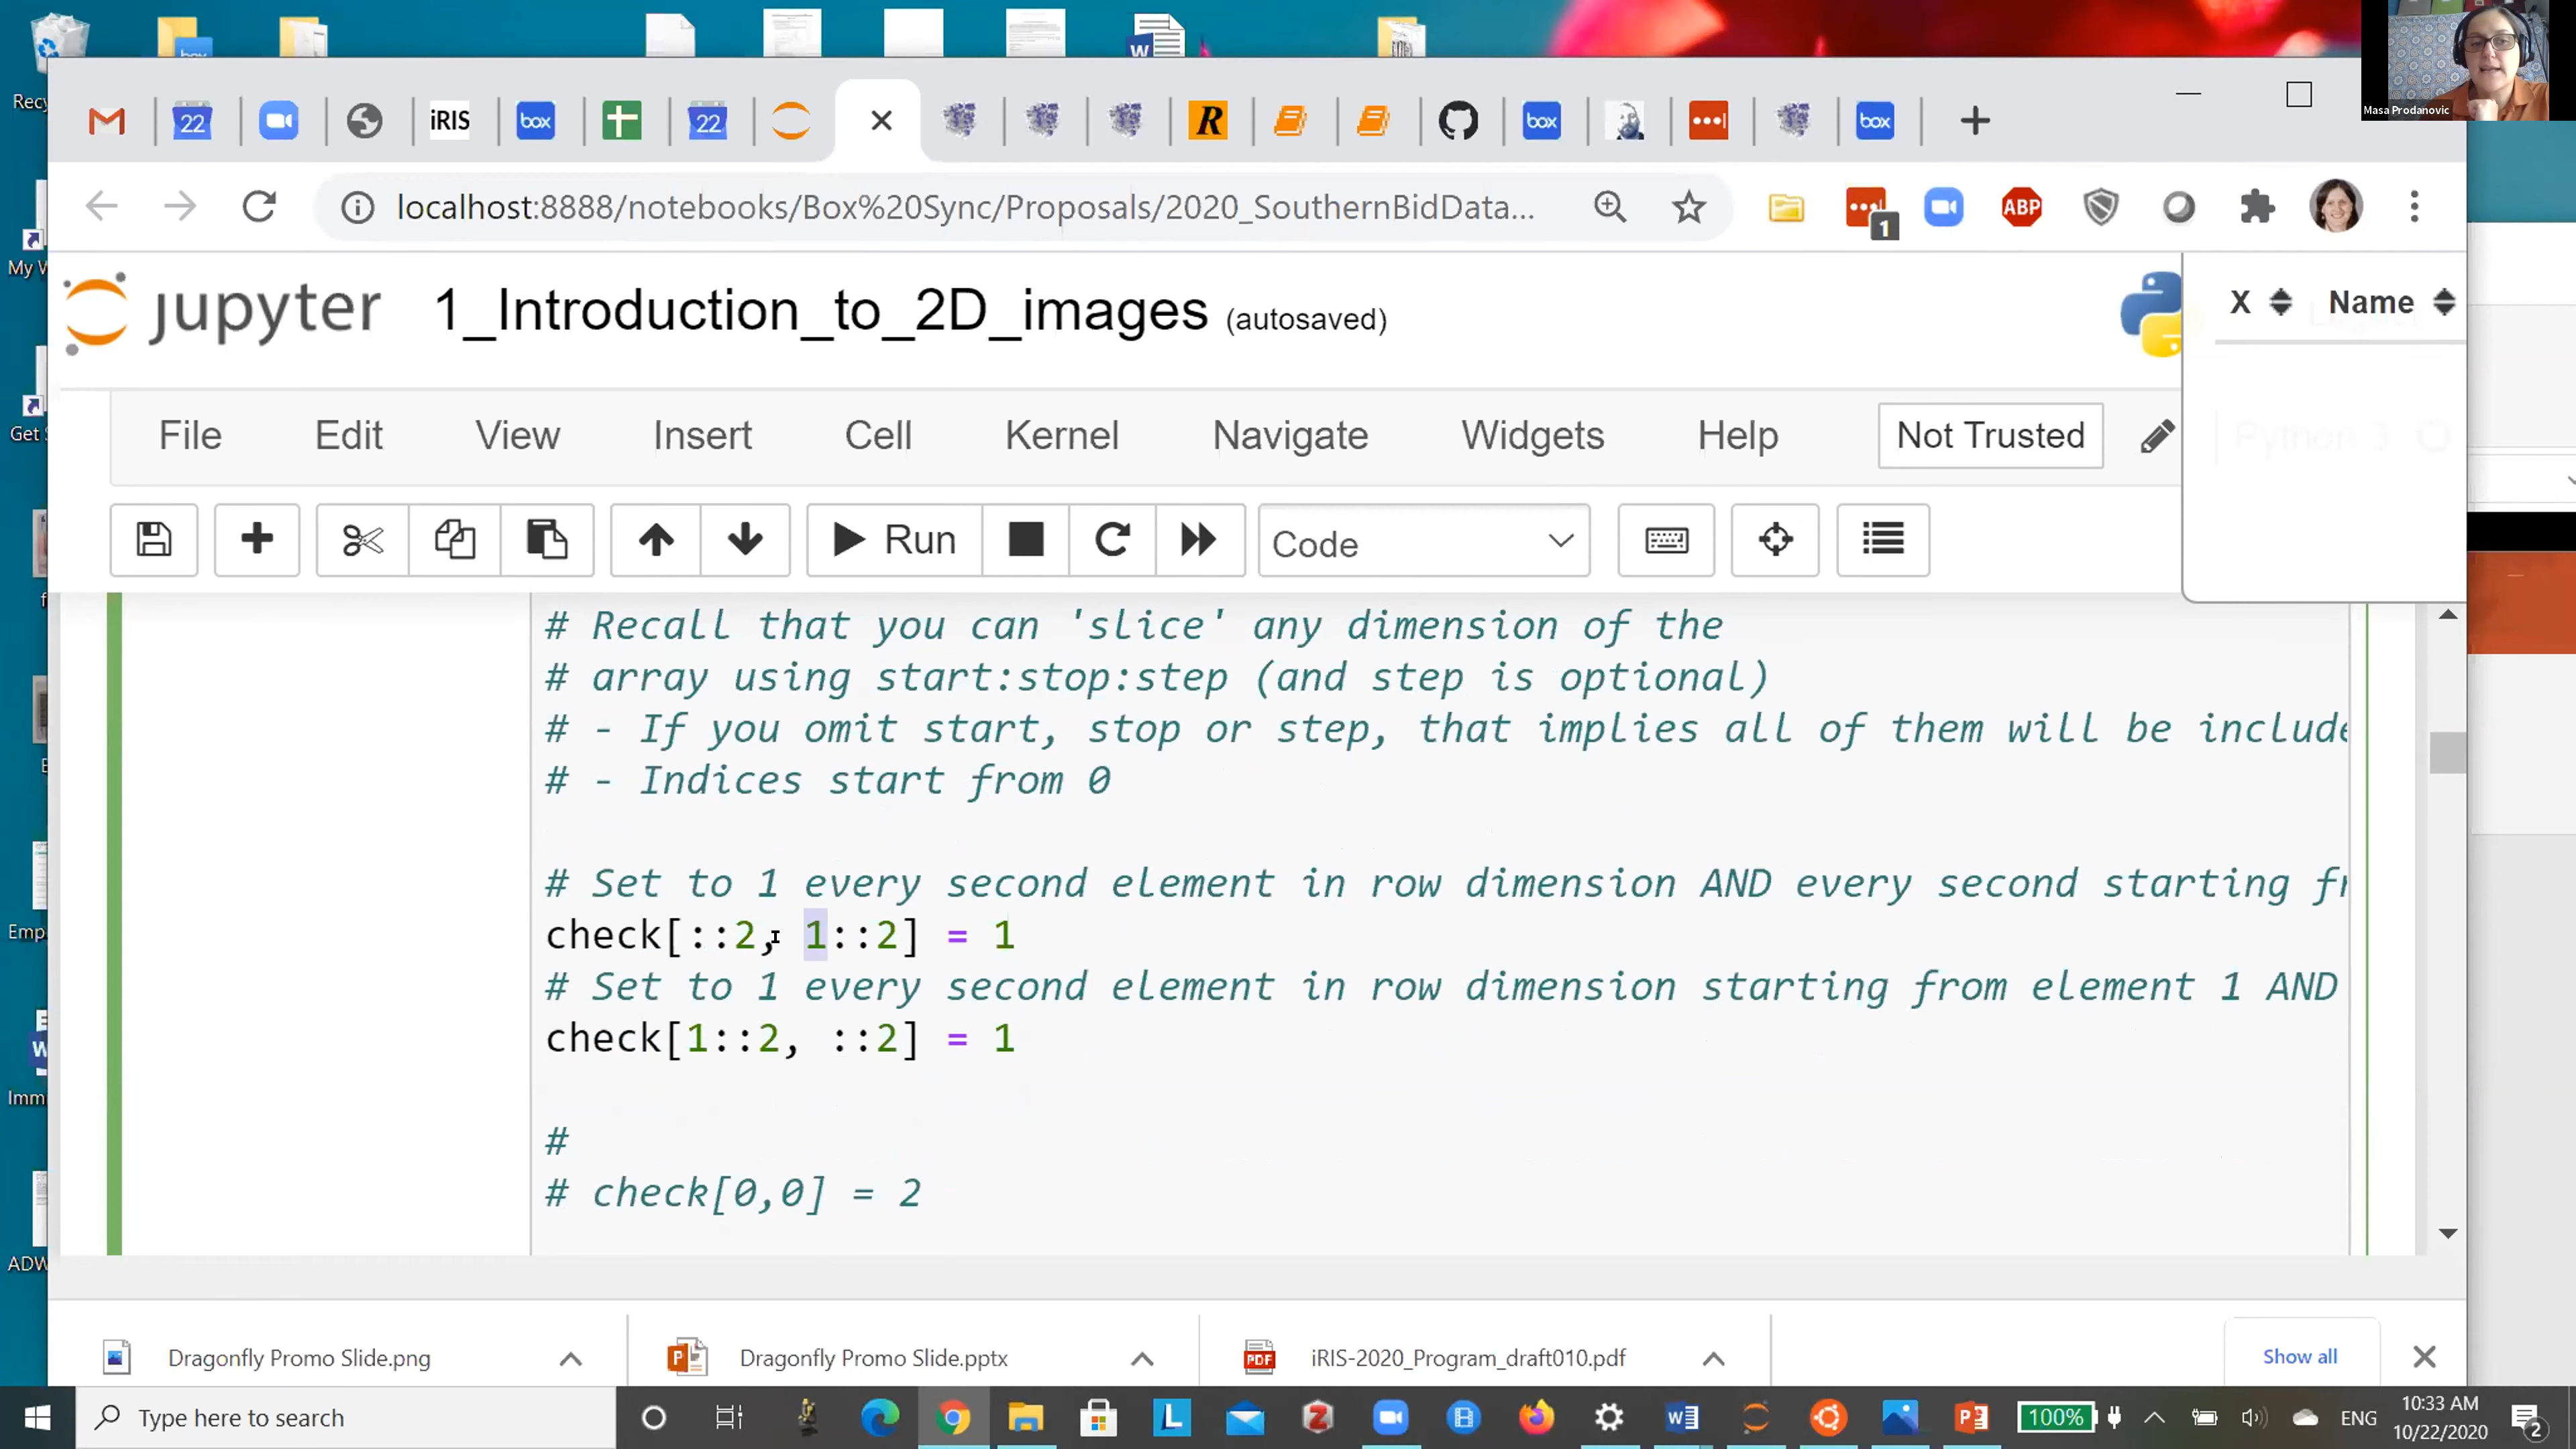 Masa Prodanovic
Recy
22
iRIS
box
22
R
box
box
localhost:8888/notebooks/Box%20Sync/Proposals/2020_SouthernBidData...
1
ABP
My W
jupyter 1_Introduction_to_2D_images (autosaved)
X Name
Get S
File Edit View Insert Cell Kernel Navigate Widgets Help Not Trusted
Python 3
Run Code
# Recall that you can 'slice' any dimension of the
# array using start:stop:step (and step is optional)
# - If you omit start, stop or step, that implies all of them will be include
# - Indices start from 0
# Set to 1 every second element in row dimension AND every second starting fr
check[::2, 1::2] = 1
# Set to 1 every second element in row dimension starting from element 1 AND
check[1::2, ::2] = 1
#
# check[0,0] = 2
Emp
Imm
ADW
Dragonfly Promo Slide.png
Dragonfly Promo Slide.pptx
iRIS-2020_Program_draft010.pdf
Show all
Type here to search
100%
ENG
10:33 AM
10/22/2020
2